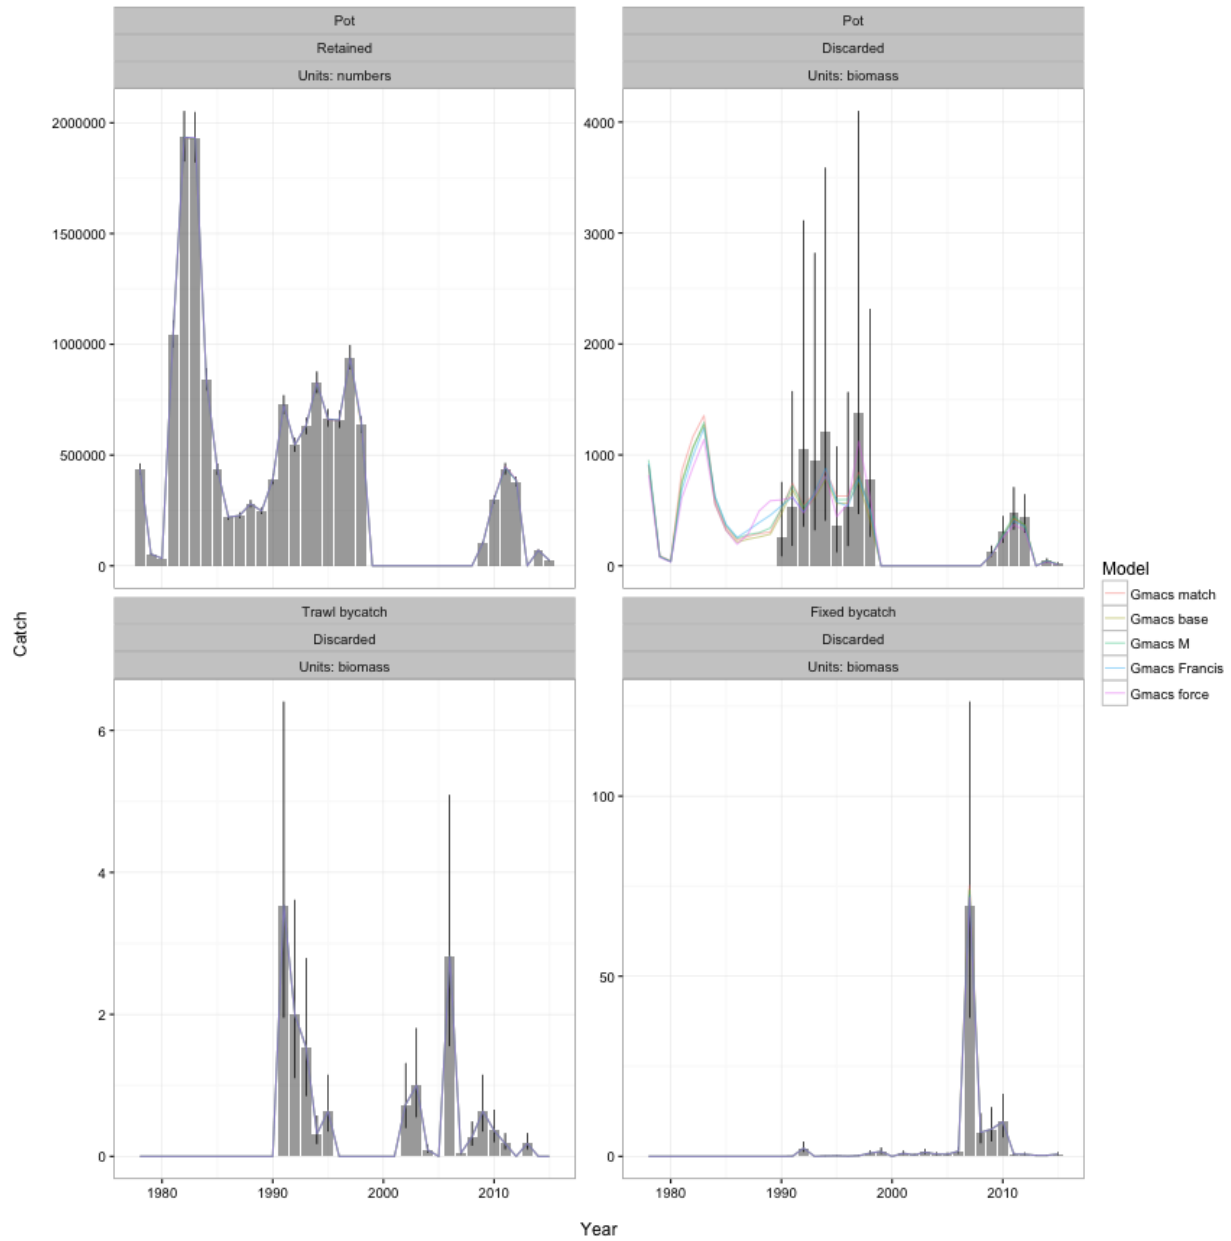 Pot
Retained
Units: numbers
Pot
Discarded
Units: biomass
2000000
1500000
1000000
500000
0
4000
3000
2000
1000
0
Trawl bycatch
Discarded
Units: biomass
Fixed bycatch
Discarded
Units: biomass
6
4
2
0
100
50
0
1980
1990
2000
2010
1980
1990
2000
2010
Catch
Year
Model
Gmacs match
Gmacs base
Gmacs M
Gmacs Francis
Gmacs force